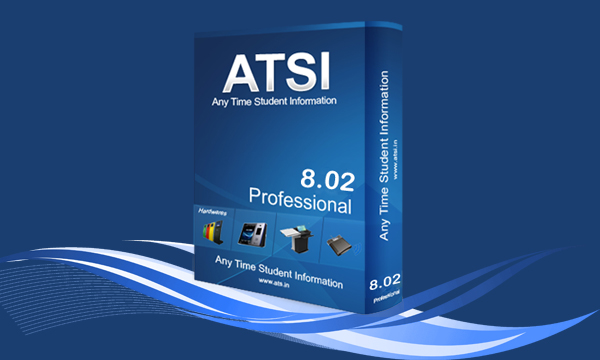 ATSI
Any Time Student Information
8.02
Professional
Hardwares
Any Time Student Information
www.ats.in
Any Time Student Information
www.atsi.in
8.02
Professional